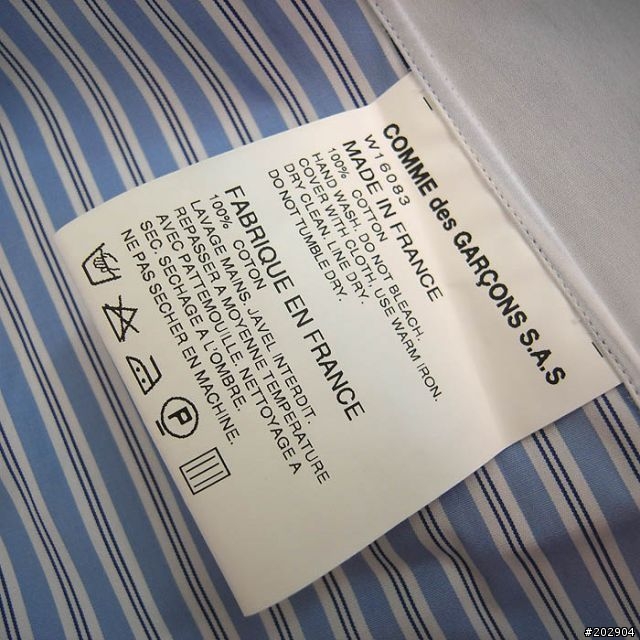 COMME des GARÇONS S.A.S
W16083
MADE IN FRANCE
100% COTTON
HAND WASH. DO NOT BLEACH.
COVER WITH CLOTH, USE WARM IRON.
DRY CLEAN. LINE DRY.
DO NOT TUMBLE DRY.
FABRIQUE EN FRANCE
100% COTON
LAVAGE MAINS. JAVEL INTERDIT.
REPASSER A MOYENNE TEMPERATURE
AVEC PATTEMOUILE. NETTOYAGE A
SEC. SECHAGE A L'OMBRE.
NE PAS SECHER EN MACHINE.
P
#202904